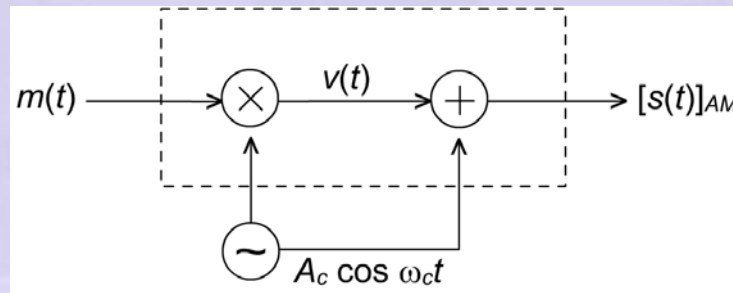 m(t) × v(t) + [s(t)]AM
~
Ac cos ωct